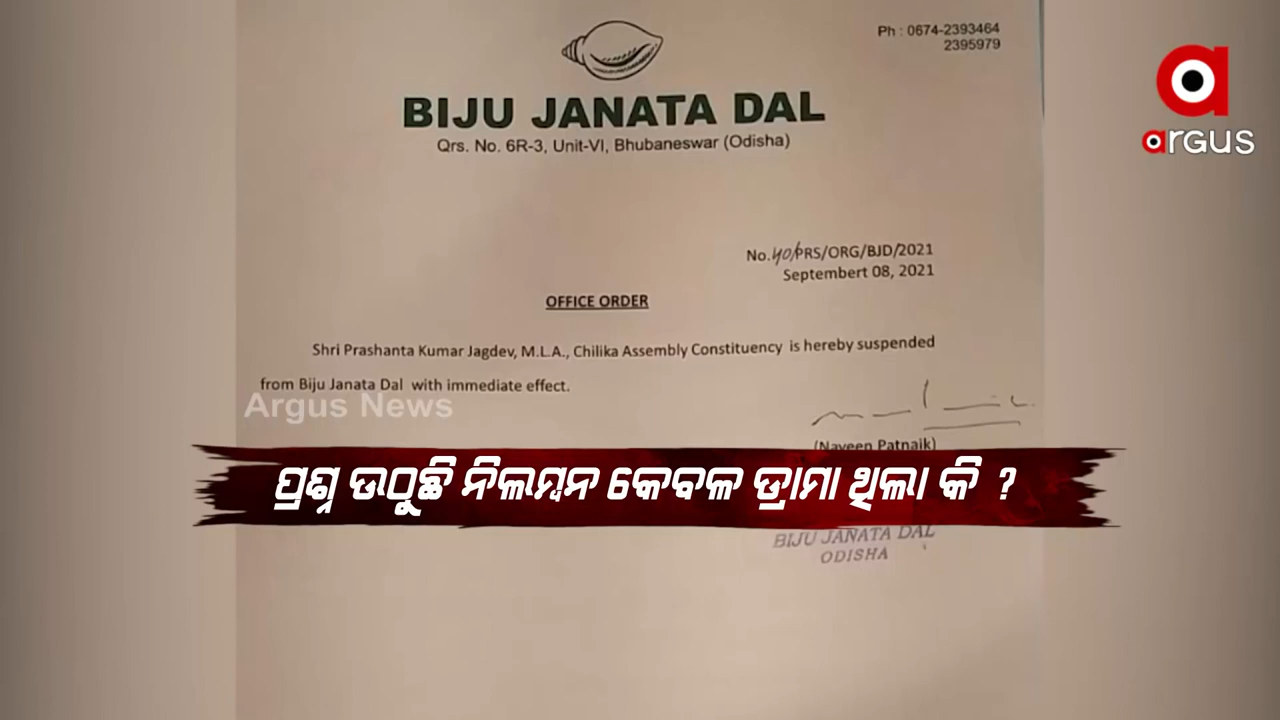 Ph : 0674-2393464
2395979
argus
BIJU JANATA DAL
Qrs. No. 6R-3, Unit-VI, Bhubaneswar (Odisha)
No.40/PRS/ORG/BJD/2021
Septembert 08, 2021
OFFICE ORDER
Shri Prashanta Kumar Jagdev, M.L.A., Chilika Assembly Constituency is hereby suspended
from Biju Janata Dal with immediate effect.
Argus News
(Naveen Patnaik)
ପ୍ରଶ୍ନ ଉଠୁଛି ନିଲମ୍ବନ କେବଳ ଡ୍ରାମା ଥିଲା କି ?
BIJU JANATA DAL
ODISHA